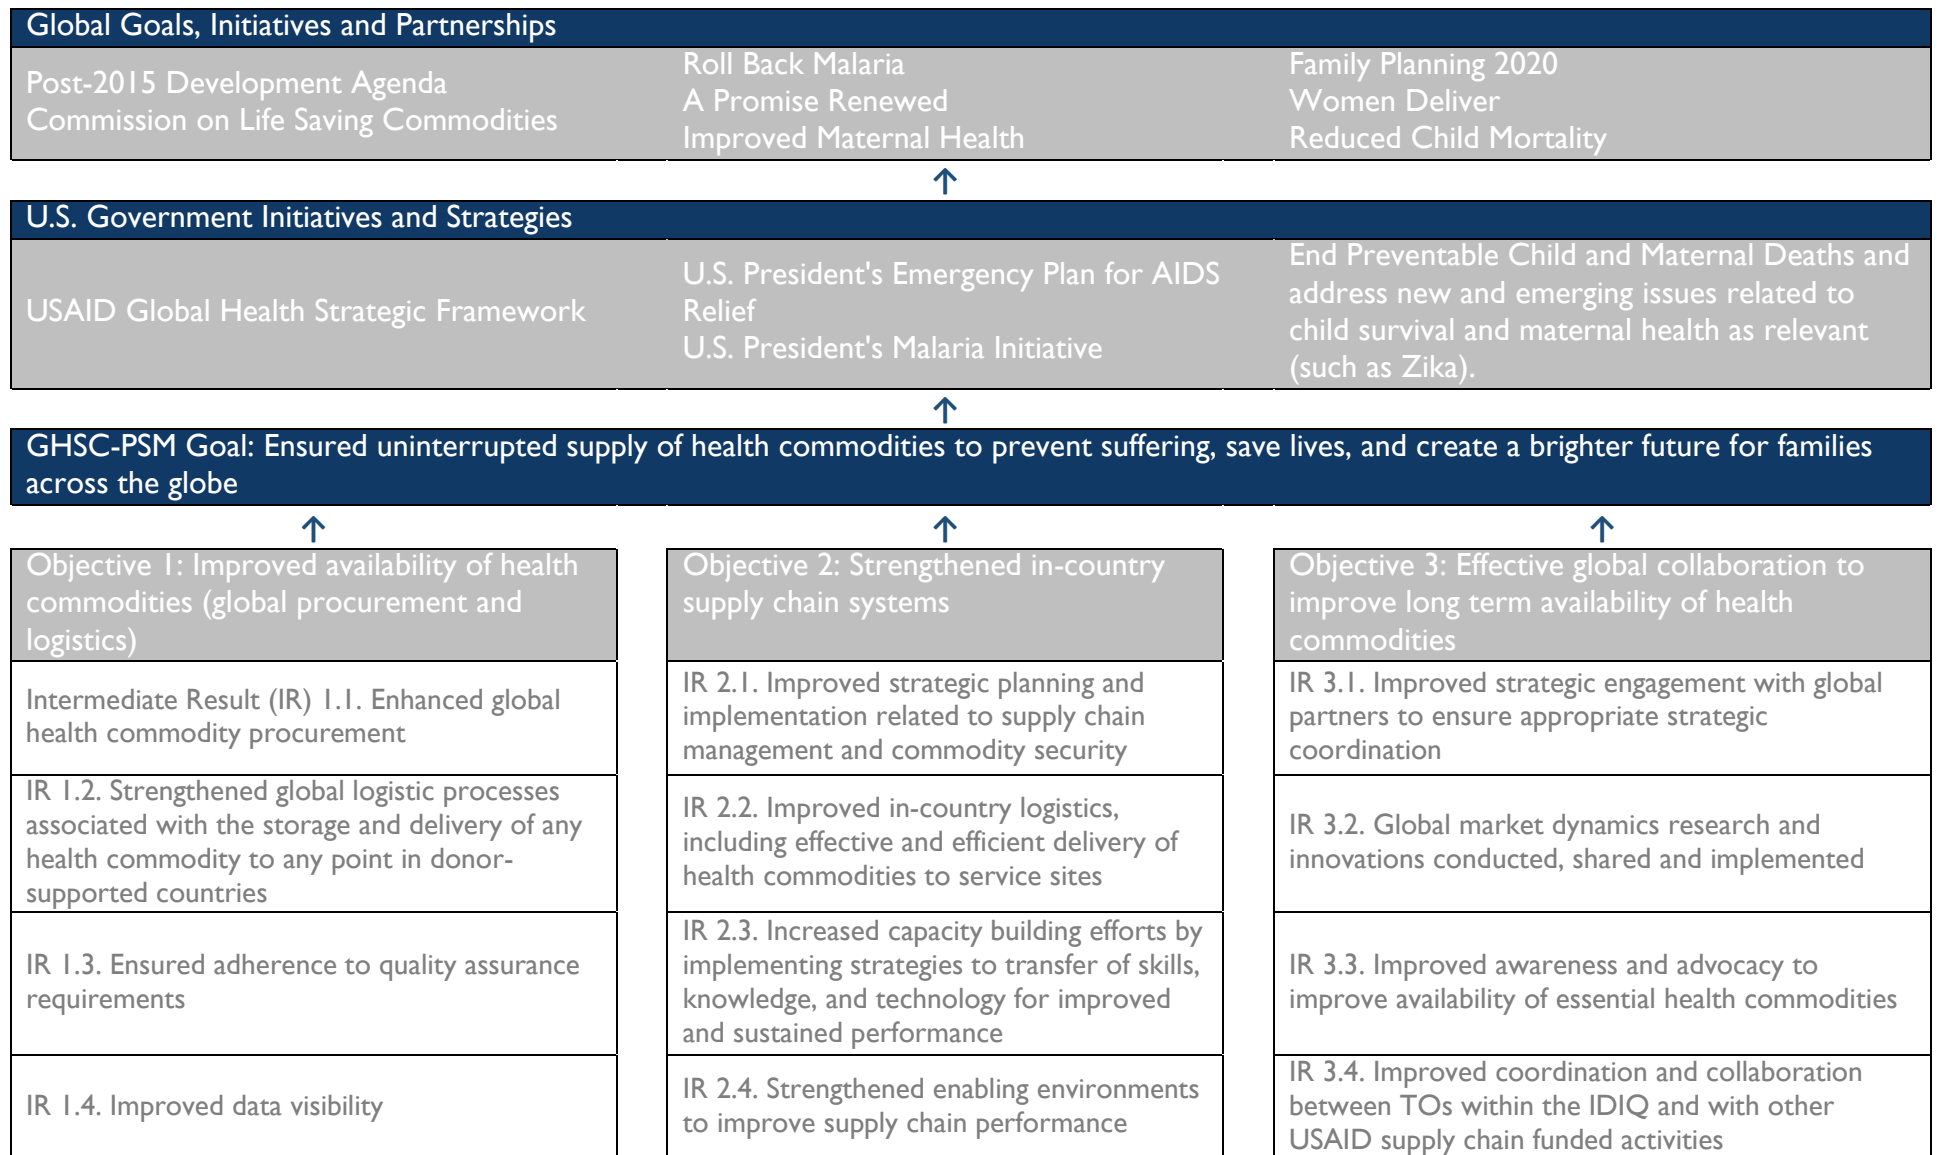 Global Goals, Initiatives and Partnerships
Post-2015 Development Agenda
Commission on Life Saving Commodities
Roll Back Malaria
A Promise Renewed
Improved Maternal Health
Family Planning 2020
Women Deliver
Reduced Child Mortality
↑
U.S. Government Initiatives and Strategies
USAID Global Health Strategic Framework
U.S. President's Emergency Plan for AIDS
Relief
U.S. President's Malaria Initiative
End Preventable Child and Maternal Deaths and
address new and emerging issues related to
child survival and maternal health as relevant
(such as Zika).
↑
GHSC-PSM Goal: Ensured uninterrupted supply of health commodities to prevent suffering, save lives, and create a brighter future for families
across the globe
↑ ↑ ↑
Objective 1: Improved availability of health
commodities (global procurement and
logistics)
Intermediate Result (IR) 1.1. Enhanced global
health commodity procurement
IR 1.2. Strengthened global logistic processes
associated with the storage and delivery of any
health commodity to any point in donor-
supported countries
IR 1.3. Ensured adherence to quality assurance
requirements
IR 1.4. Improved data visibility
Objective 2: Strengthened in-country
supply chain systems
IR 2.1. Improved strategic planning and
implementation related to supply chain
management and commodity security
IR 2.2. Improved in-country logistics,
including effective and efficient delivery of
health commodities to service sites
IR 2.3. Increased capacity building efforts by
implementing strategies to transfer of skills,
knowledge, and technology for improved
and sustained performance
IR 2.4. Strengthened enabling environments
to improve supply chain performance
Objective 3: Effective global collaboration to
improve long term availability of health
commodities
IR 3.1. Improved strategic engagement with global
partners to ensure appropriate strategic
coordination
IR 3.2. Global market dynamics research and
innovations conducted, shared and implemented
IR 3.3. Improved awareness and advocacy to
improve availability of essential health commodities
IR 3.4. Improved coordination and collaboration
between TOs within the IDIQ and with other
USAID supply chain funded activities